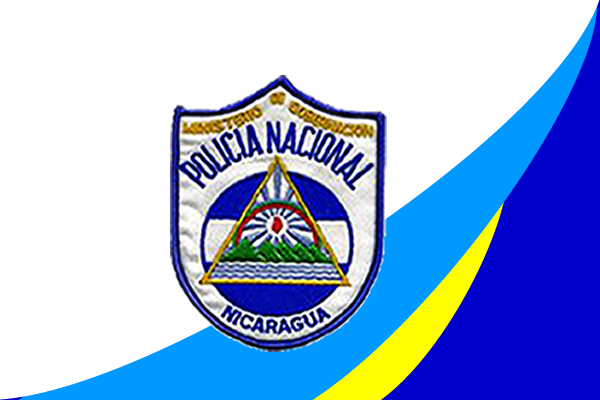 MINISTERIO DE GOBERNACION
POLICIA NACIONAL
NICARAGUA